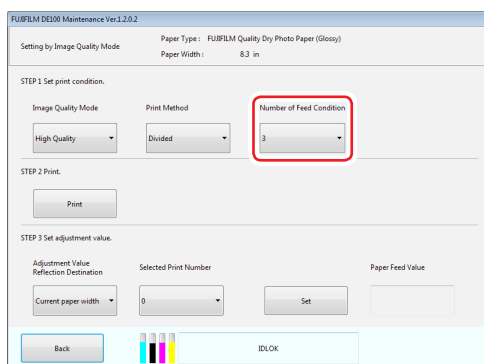 FUJIFILM DE100 Maintenance Ver.1.2.0.2
Setting by Image Quality Mode
Paper Type : FUJIFILM Quality Dry Photo Paper (Glossy)
Paper Width : 8.3 in
STEP 1 Set print condition.
Image Quality Mode Print Method Number of Feed Condition
High Quality Divided 3
STEP 2 Print.
Print
STEP 3 Set adjustment value.
Adjustment Value
Reflection Destination Selected Print Number Paper Feed Value
Current paper width 0 Set
Back IDLOK